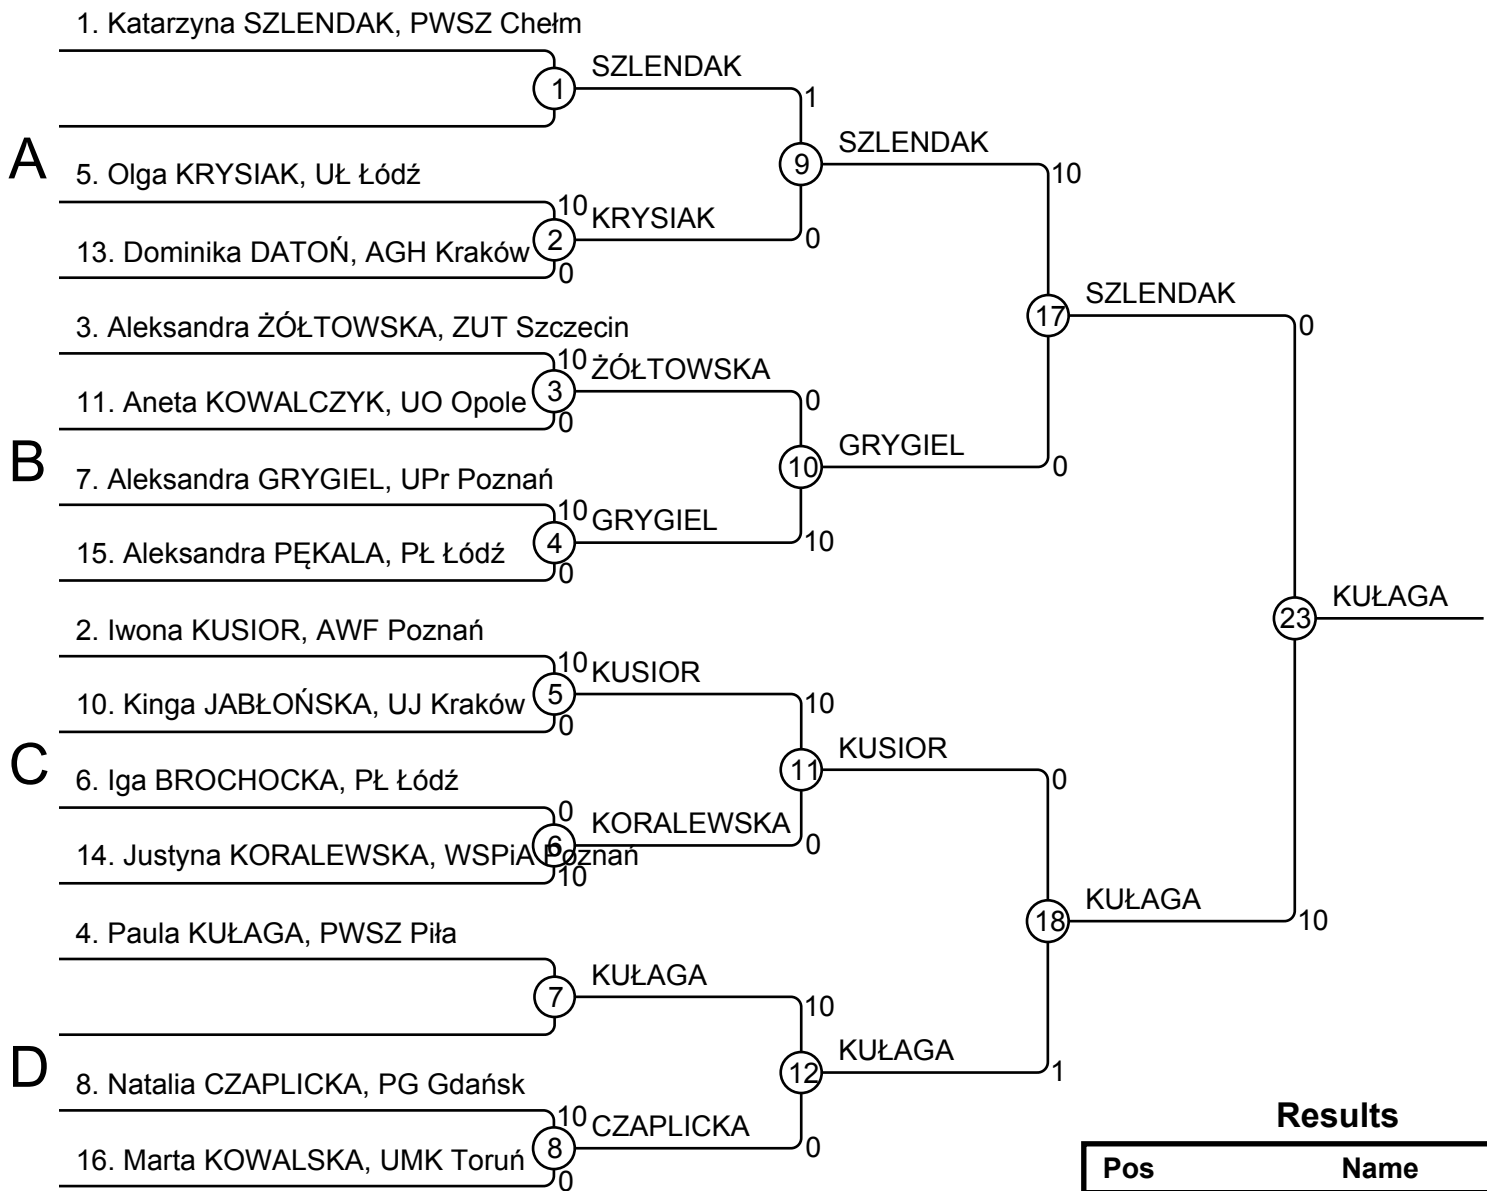 1. Katarzyna SZLENDAK, PWSZ Chełm
SZLENDAK
1
1
A
SZLENDAK
9
10
5. Olga KRYSIAK, UŁ Łódź
10
KRYSIAK
2
0
13. Dominika DATOŃ, AGH Kraków
0
SZLENDAK
17
0
3. Aleksandra ŻÓŁTOWSKA, ZUT Szczecin
10
ŻÓŁTOWSKA
3
0
11. Aneta KOWALCZYK, UO Opole
0
B
GRYGIEL
10
0
7. Aleksandra GRYGIEL, UPr Poznań
10
GRYGIEL
4
10
15. Aleksandra PĘKALA, PŁ Łódź
0
KUŁAGA
23
2. Iwona KUSIOR, AWF Poznań
10
KUSIOR
5
10
10. Kinga JABŁOŃSKA, UJ Kraków
0
C
KUSIOR
11
0
6. Iga BROCHOCKA, PŁ Łódź
0
KORALEWSKA
6
0
14. Justyna KORALEWSKA, WSPiA Poznań
10
KUŁAGA
18
10
4. Paula KUŁAGA, PWSZ Piła
KUŁAGA
7
10
D
KUŁAGA
12
1
8. Natalia CZAPLICKA, PG Gdańsk
10
CZAPLICKA
8
0
16. Marta KOWALSKA, UMK Toruń
0
Results
Pos Name